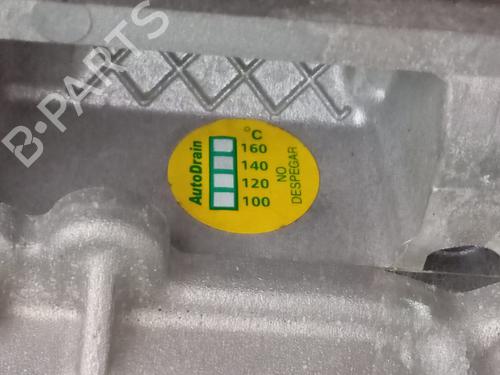 B-PARTS
AutoDrain
°C
160
140
120
100
NO
DESPEGAR